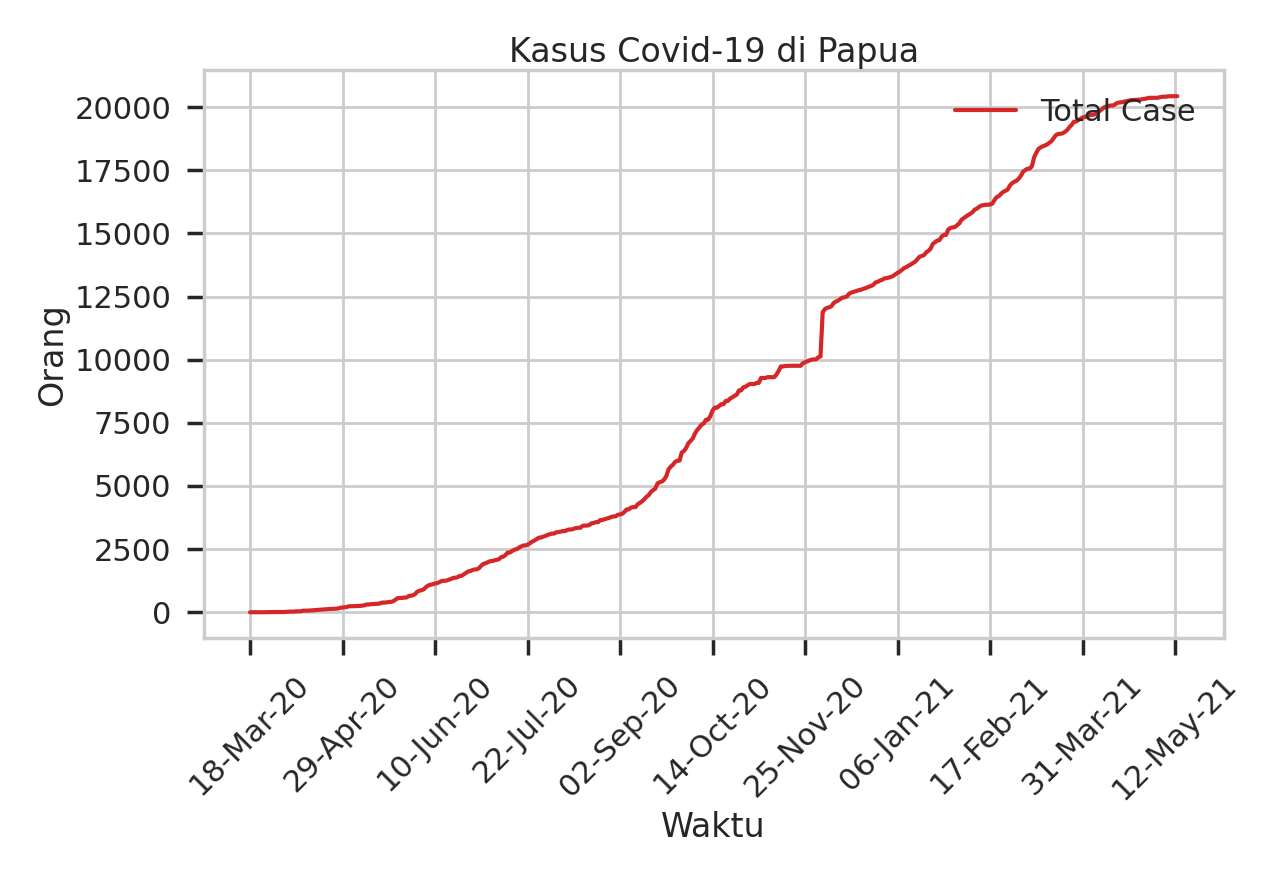 Kasus Covid-19 di Papua
Total Case
Orang
20000
17500
15000
12500
10000
7500
5000
2500
0
18-Mar-20
29-Apr-20
10-Jun-20
22-Jul-20
02-Sep-20
14-Oct-20
25-Nov-20
06-Jan-21
17-Feb-21
31-Mar-21
12-May-21
Waktu